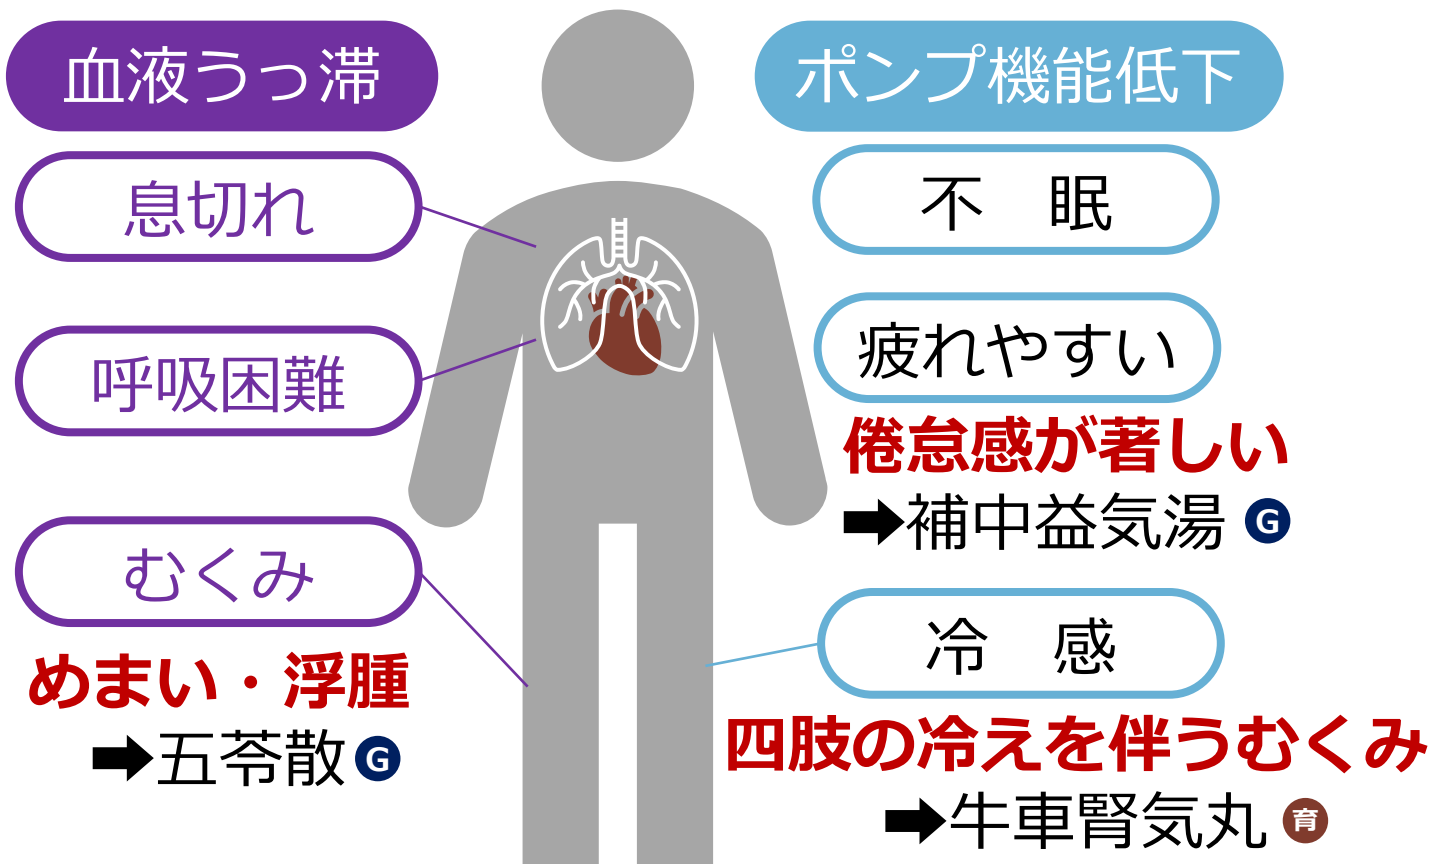 血液うっ滞
息切れ
呼吸困難
むくみ
めまい・浮腫
➡五苓散 G
ポンプ機能低下
不　眠
疲れやすい
倦怠感が著しい
➡補中益気湯 G
冷　感
四肢の冷えを伴うむくみ
➡牛車腎気丸 育